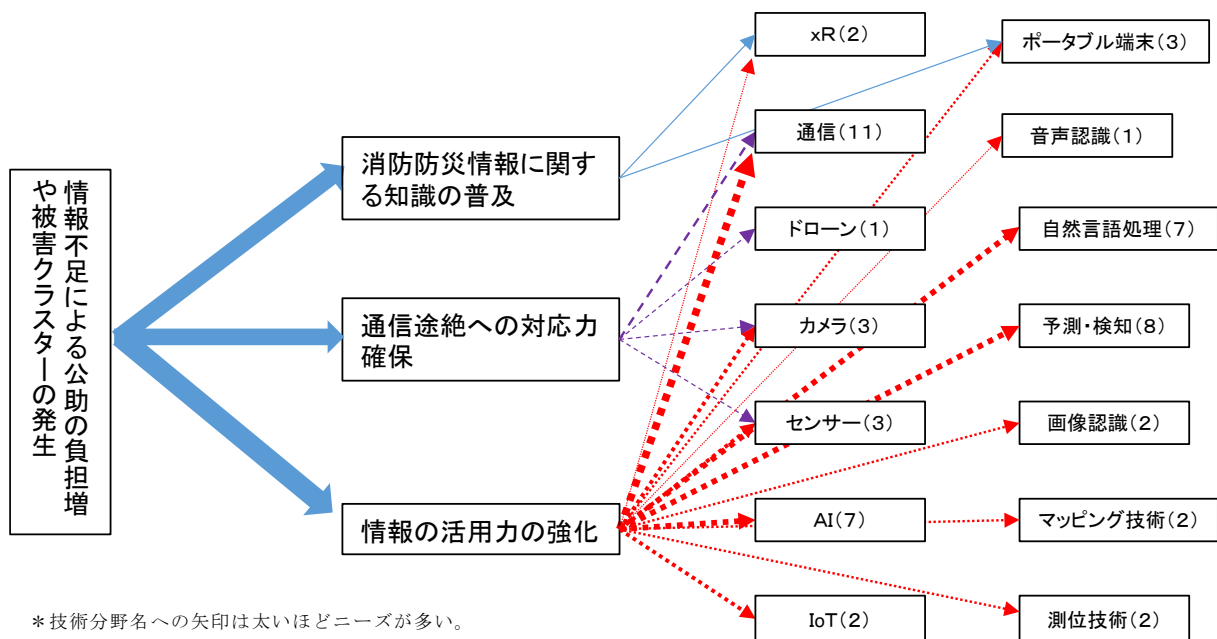 情報不足による公助の負担増
や被害クラスターの発生
消防防災情報に関す
る知識の普及
通信途絶への対応力
確保
情報の活用力の強化
xR(2)
通信(11)
ドローン(1)
カメラ(3)
センサー(3)
AI(7)
IoT(2)
ポータブル端末(3)
音声認識(1)
自然言語処理(7)
予測・検知(8)
画像認識(2)
マッピング技術(2)
測位技術(2)
＊技術分野名への矢印は太いほどニーズが多い。